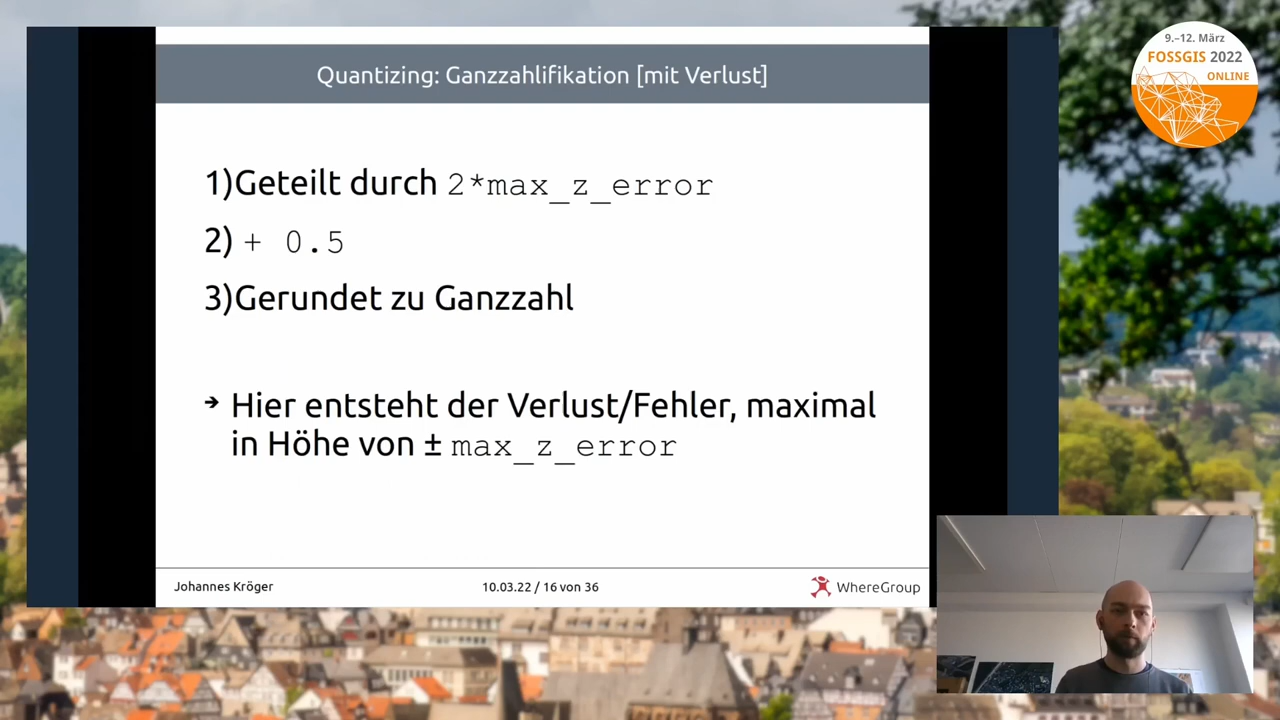 Quantizing: Ganzzahlifikation [mit Verlust]
1)Geteilt durch 2*max_z_error
2) + 0.5
3)Gerundet zu Ganzzahl
➔ Hier entsteht der Verlust/Fehler, maximal
in Höhe von ± max_z_error
Johannes Kröger
10.03.22 / 16 von 36
WhereGroup
9.–12. März
FOSSGIS 2022
ONLINE